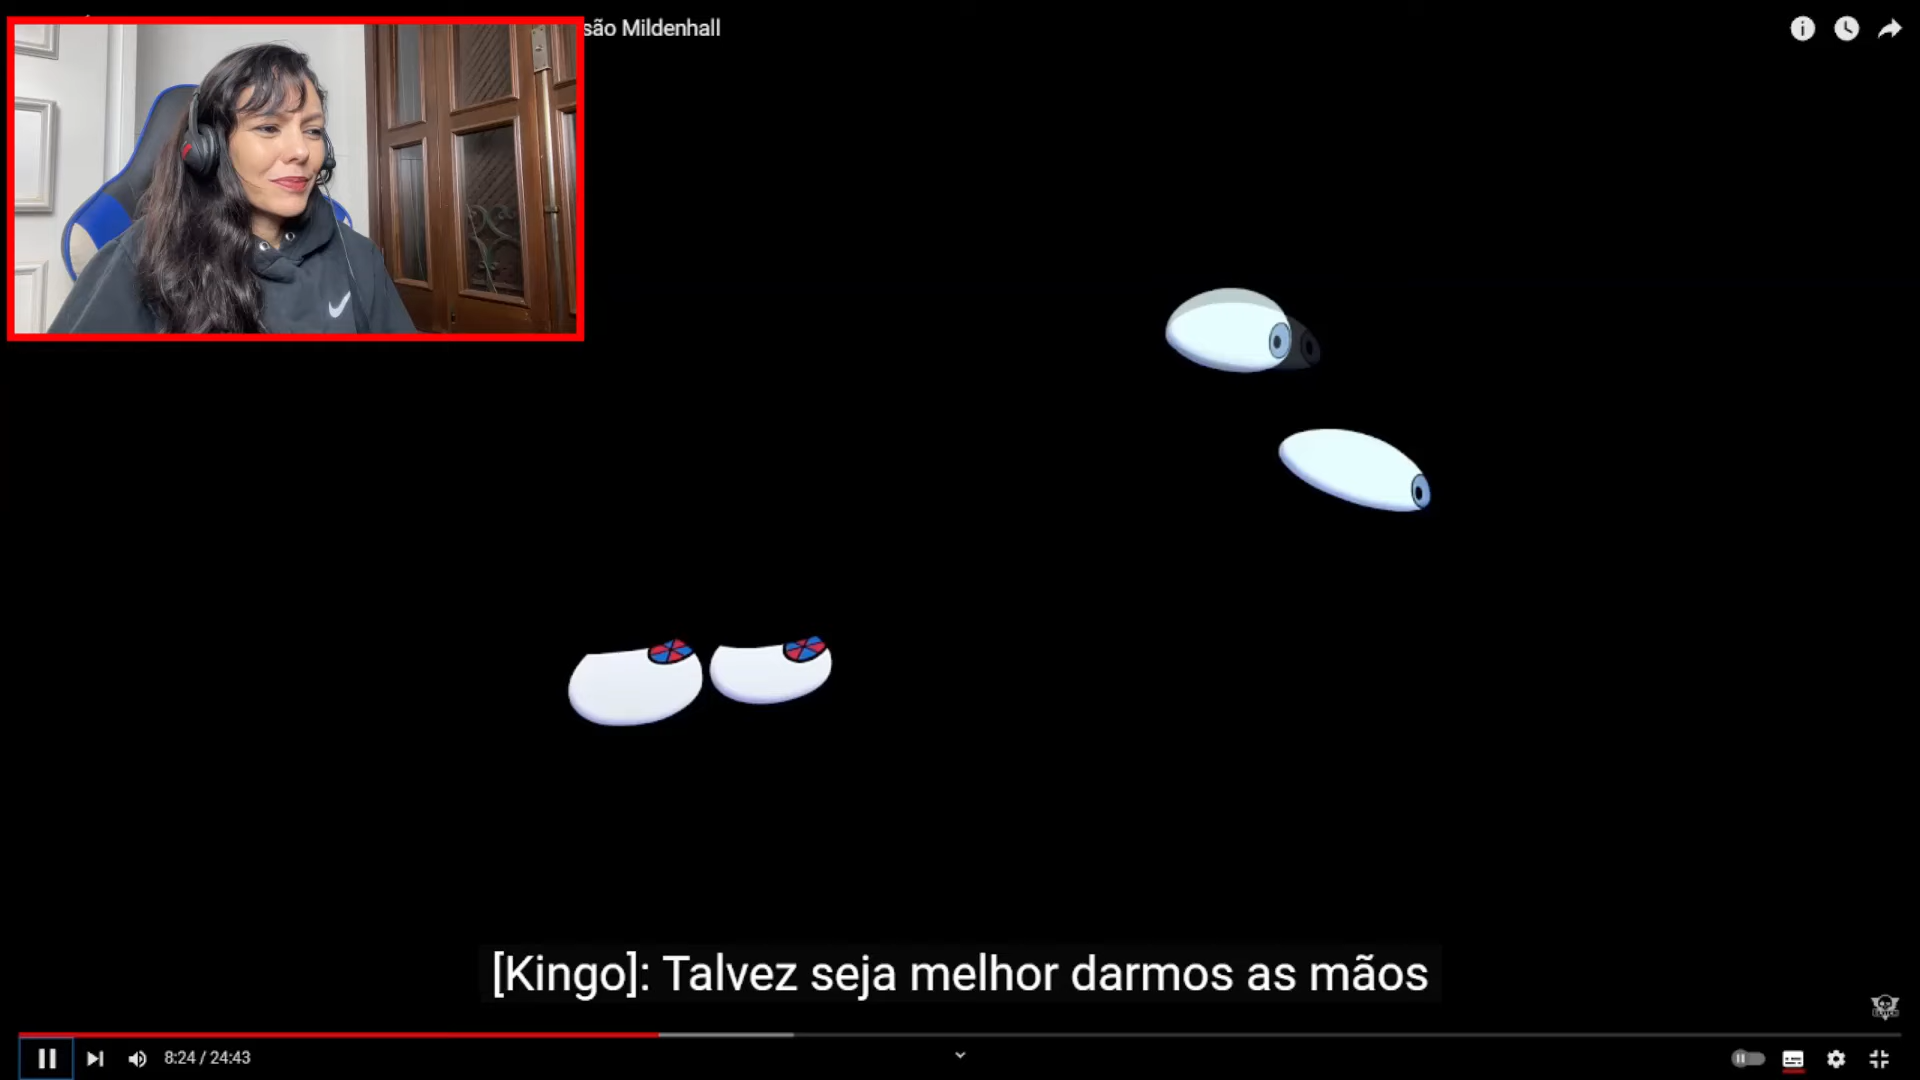 são Mildenhall
[Kingo]: Talvez seja melhor darmos as mãos
8:24 / 24:43